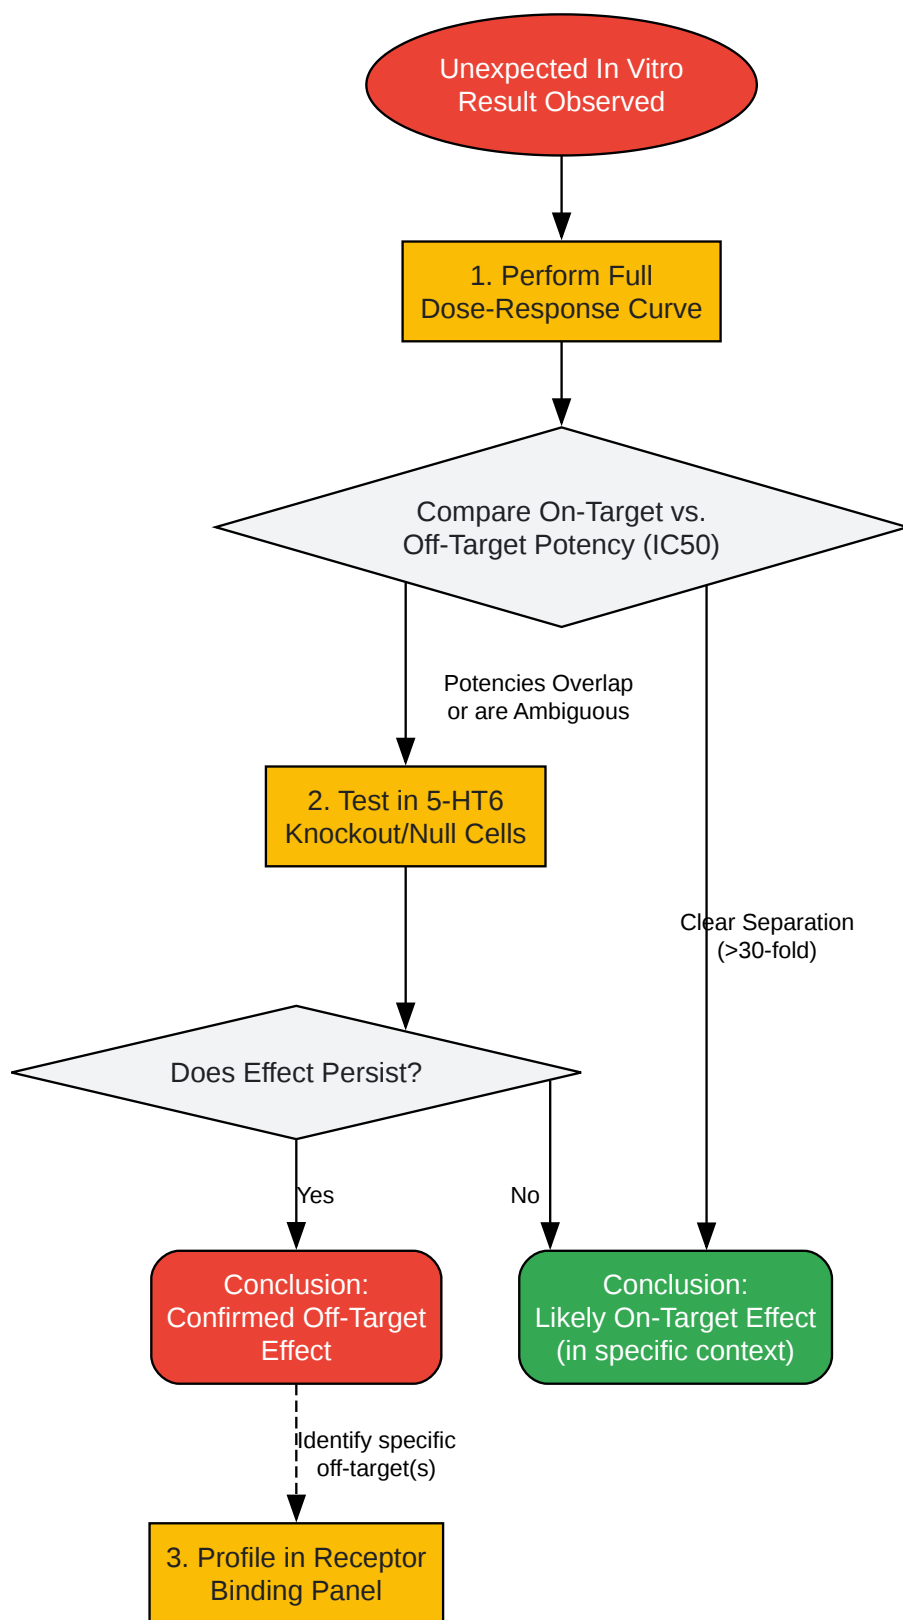 Unexpected In Vitro
Result Observed
1. Perform Full
Dose-Response Curve
Compare On-Target vs.
Off-Target Potency (IC50)
Potencies Overlap
or are Ambiguous
2. Test in 5-HT6
Knockout/Null Cells
Clear Separation
(>30-fold)
Does Effect Persist?
Yes
No
Conclusion:
Confirmed Off-Target
Effect
Conclusion:
Likely On-Target Effect
(in specific context)
Identify specific
off-target(s)
3. Profile in Receptor
Binding Panel